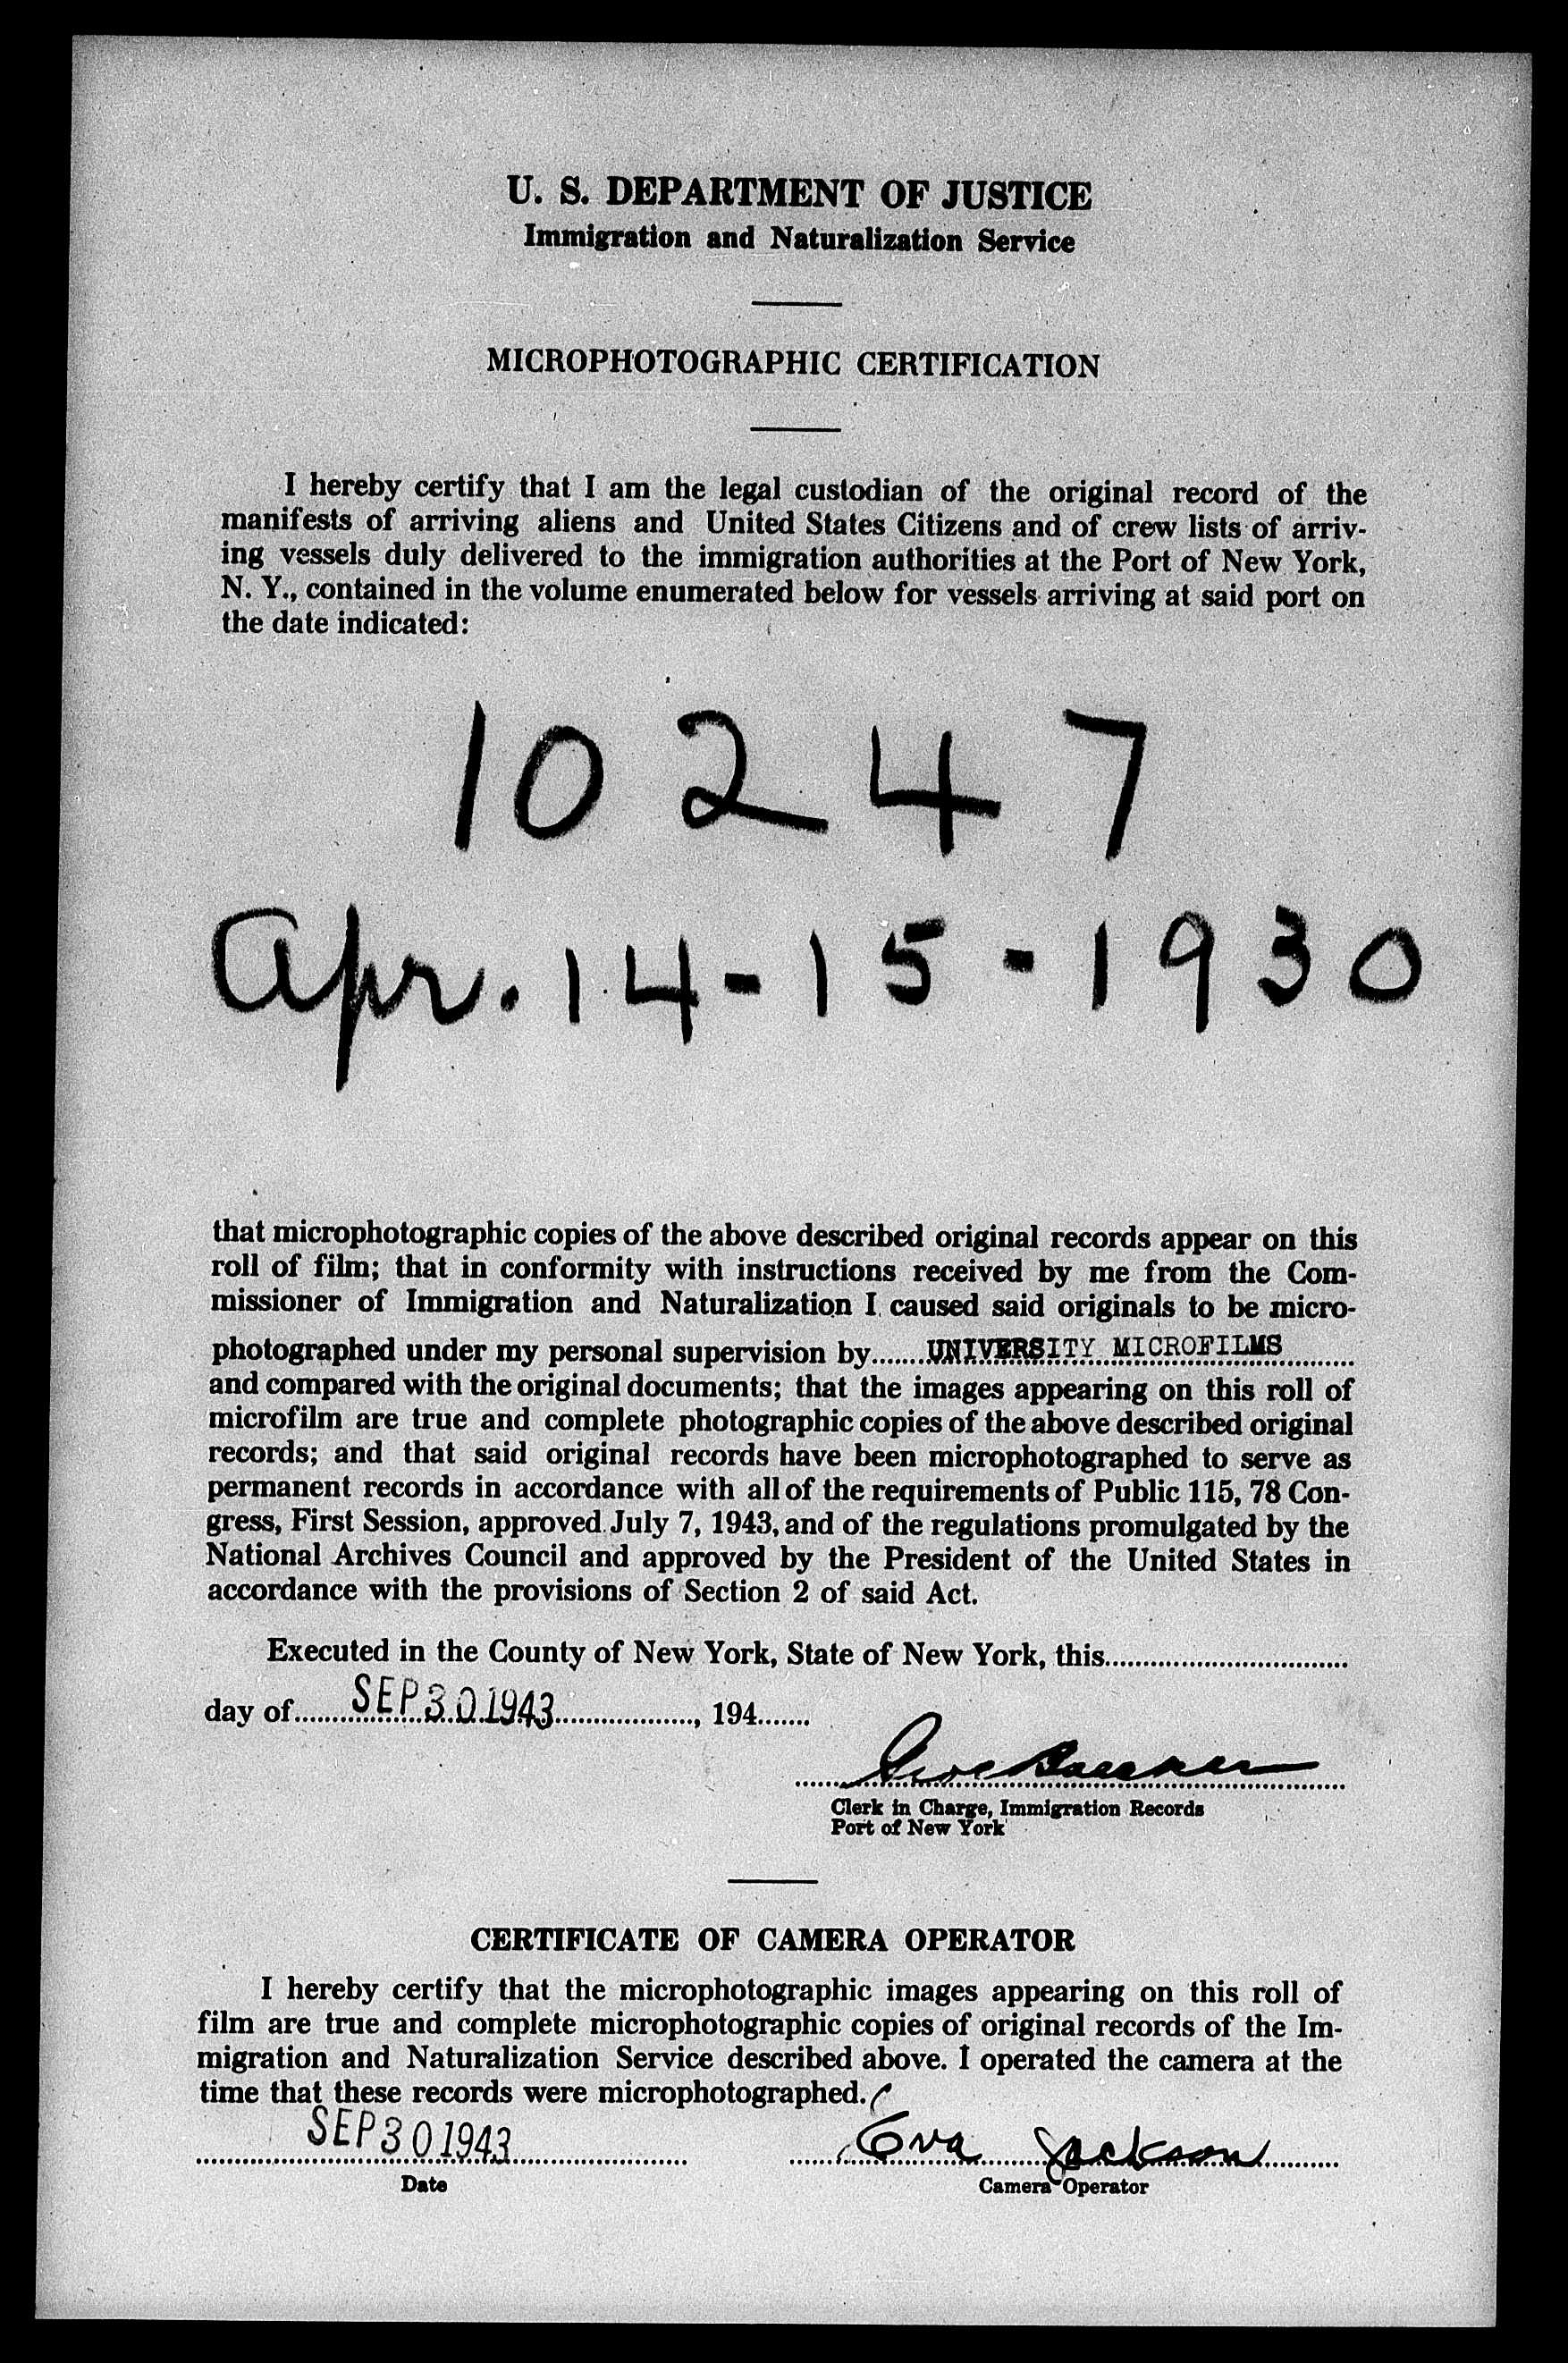 U. S. DEPARTMENT OF JUSTICE
Immigration and Naturalization Service
MICROPHOTOGRAPHIC CERTIFICATION
I hereby certify that I am the legal custodian of the original record of the
manifests of arriving aliens and United States Citizens and of crew lists of arriv-
ing vessels duly delivered to the immigration authorities at the Port of New York,
N. Y., contained in the volume enumerated below for vessels arriving at said port on
the date indicated:
10247
Apr. 14-15-1930
that microphotographic copies of the above described original records appear on this
roll of film; that in conformity with instructions received by me from the Com-
missioner of Immigration and Naturalization I caused said originals to be micro-
photographed under my personal supervision by.......UNIVERSITY MICROFILMS
and compared with the original documents; that the images appearing on this roll of
microfilm are true and complete photographic copies of the above described original
records; and that said original records have been microphotographed to serve as
permanent records in accordance with all of the requirements of Public 115, 78 Con-
gress, First Session, approved July 7, 1943, and of the regulations promulgated by the
National Archives Council and approved by the President of the United States in
accordance with the provisions of Section 2 of said Act.
Executed in the County of New York, State of New York, this
day of SEP 30 1943, 194
Clerk in Charge, Immigration Records
Port of New York
CERTIFICATE OF CAMERA OPERATOR
I hereby certify that the microphotographic images appearing on this roll of
film are true and complete microphotographic copies of original records of the Im-
migration and Naturalization Service described above. I operated the camera at the
time that these records were microphotographed.
SEP 30 1943 Eva Jackson
Date Camera Operator